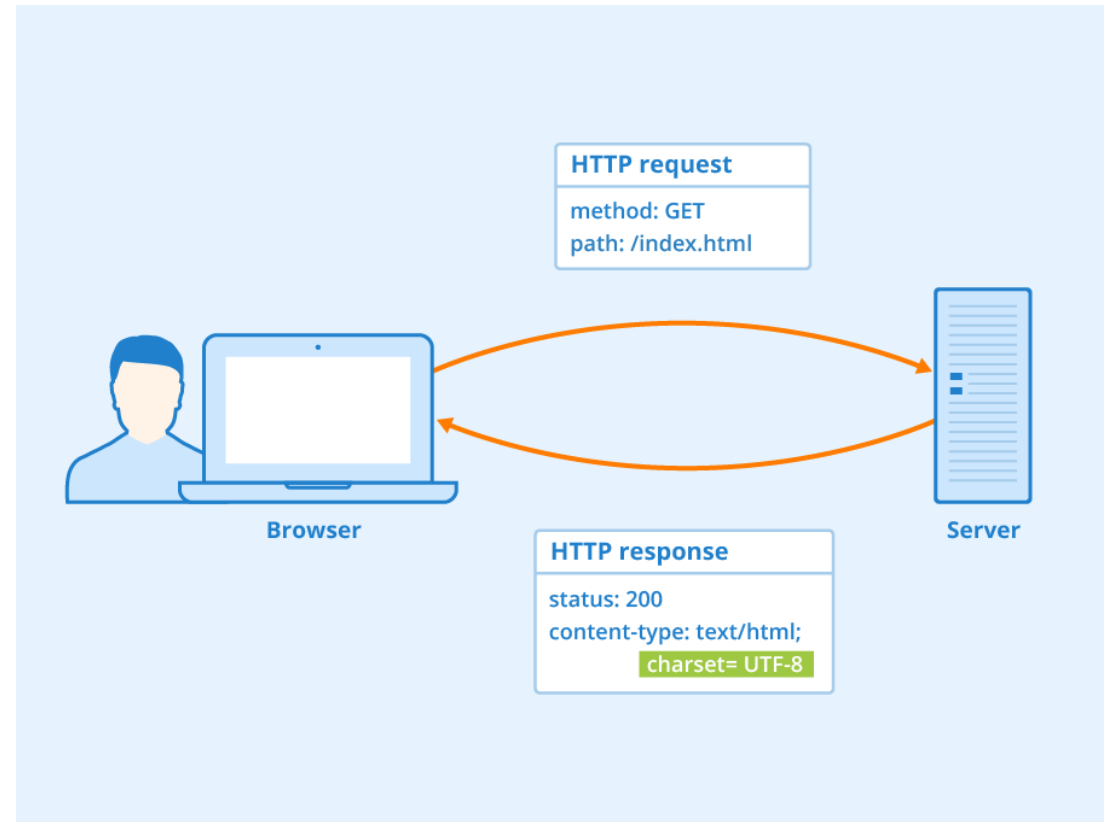 HTTP request
method: GET
path: /index.html
Browser
Server
HTTP response
status: 200
content-type: text/html;
charset= UTF-8